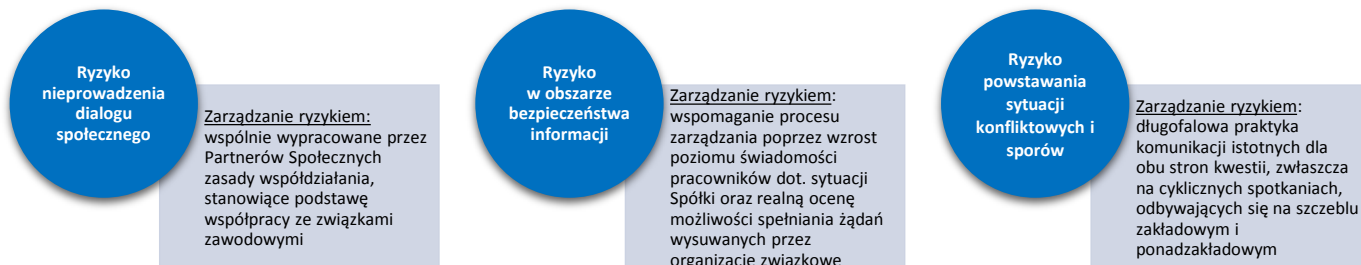 Ryzyko
nieprowadzenia
dialogu
społecznego
Zarządzanie ryzykiem:
wspólnie wypracowane przez
Partnerów Społecznych
zasady współdziałania,
stanowiące podstawę
współpracy ze związkami
zawodowymi
Ryzyko
w obszarze
bezpieczeństwa
informacji
Zarządzanie ryzykiem:
wspomaganie procesu
zarządzania poprzez wzrost
poziomu świadomości
pracowników dot. sytuacji
Spółki oraz realną ocenę
możliwości spełniania żądań
wysuwanych przez
organizacje związkowe
Ryzyko
powstawania
sytuacji
konfliktowych i
sporów
Zarządzanie ryzykiem:
długofalowa praktyka
komunikacji istotnych dla
obu stron kwestii, zwłaszcza
na cyklicznych spotkaniach,
odbywających się na szczeblu
zakładowym i
ponadzakładowym